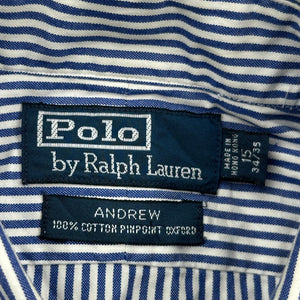 Polo
by Ralph Lauren
MADE IN
HONG KONG
15
34/35
ANDREW
100% COTTON PINPOINT OXFORD